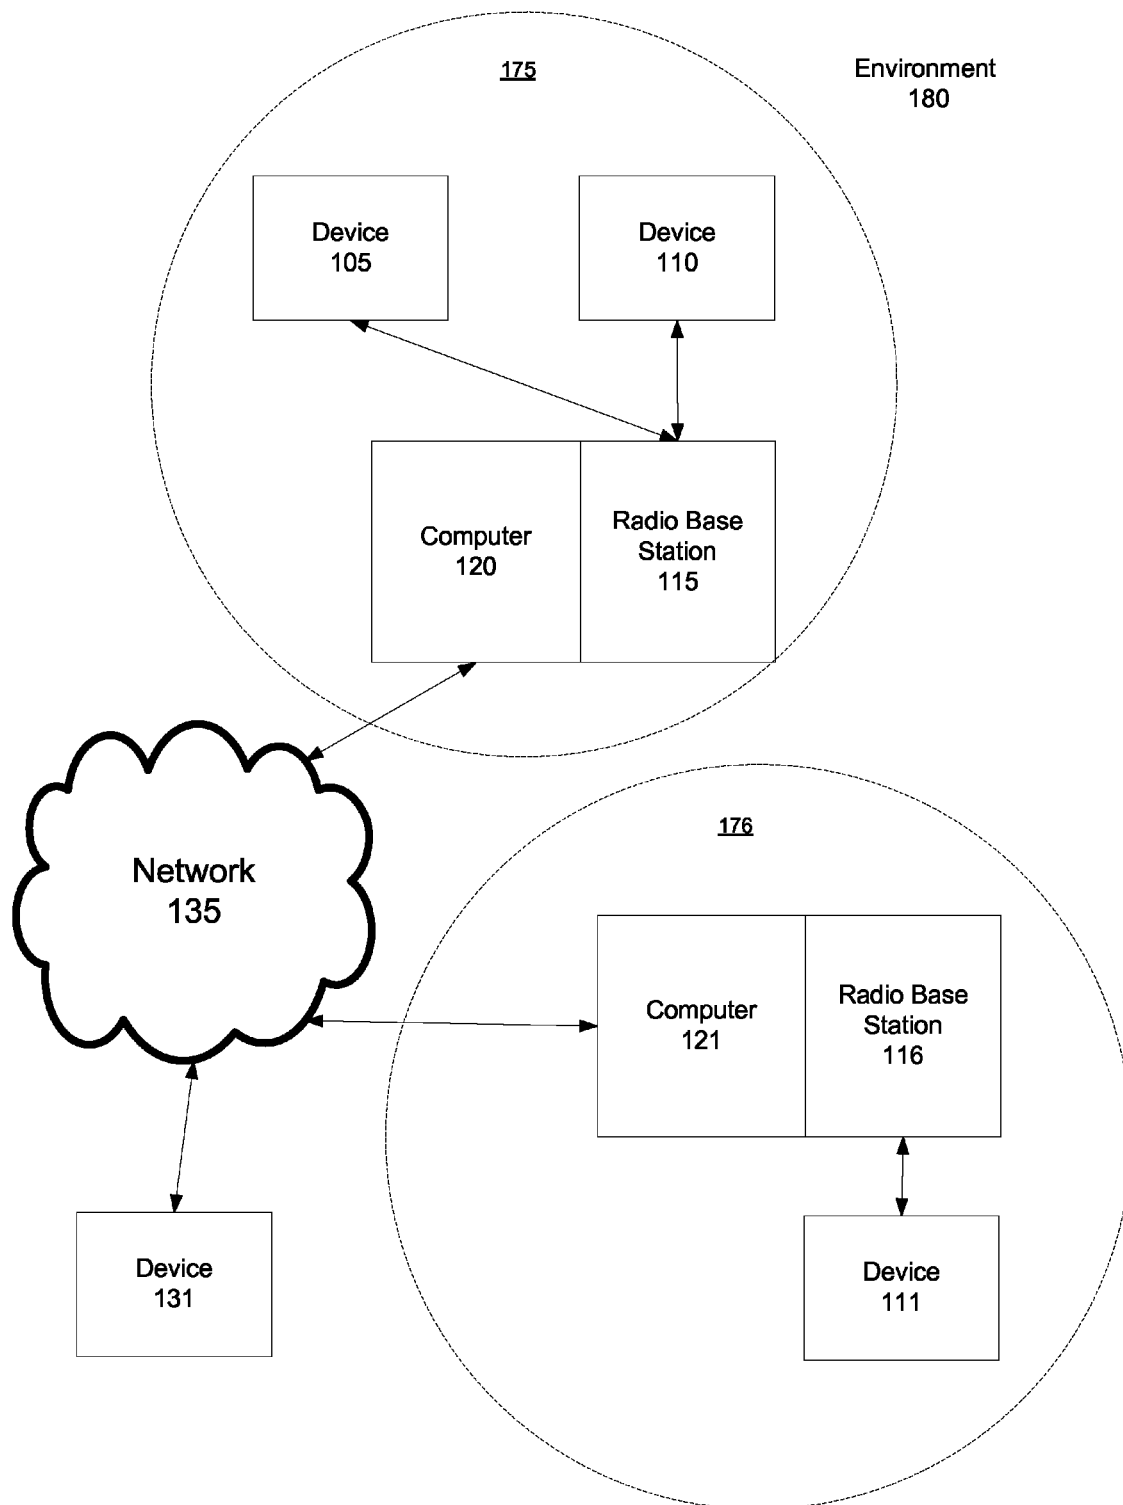 175
Environment
180
Device
105
Device
110
Computer
120
Radio Base
Station
115
Network
135
176
Computer
121
Radio Base
Station
116
Device
131
Device
111